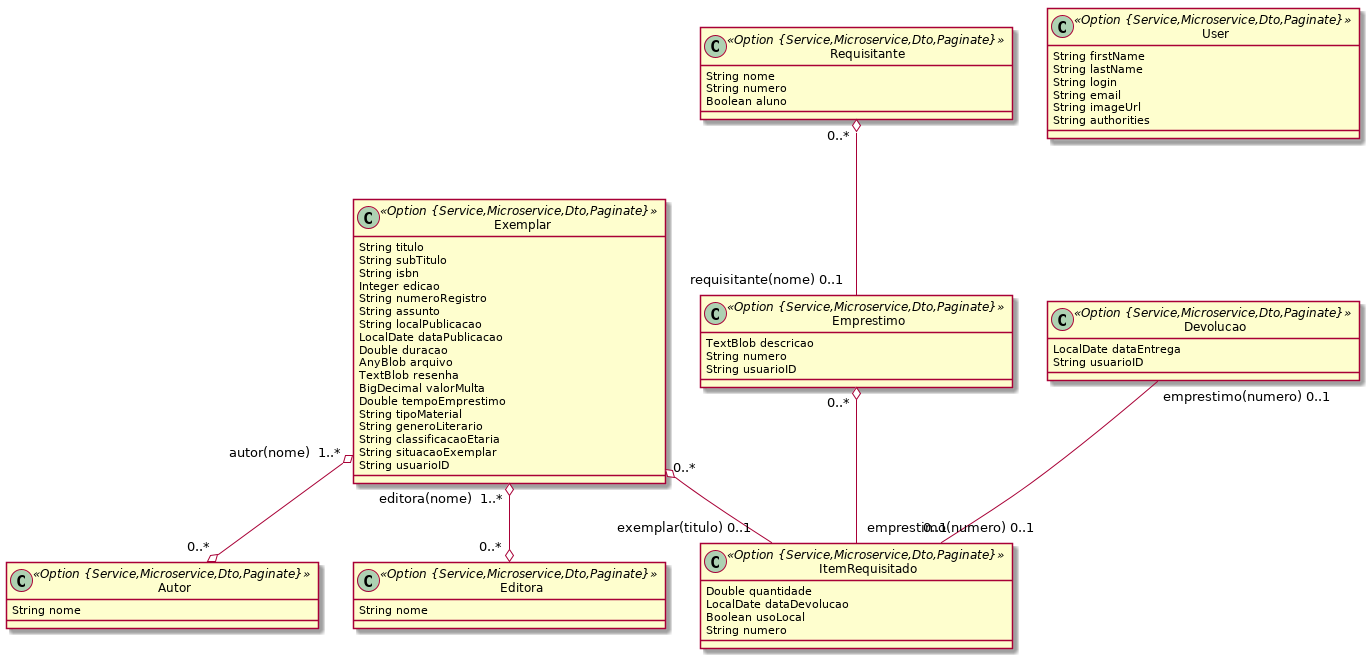 C
«Option {Service,Microservice,Dto,Paginate}»
User
String firstName
String lastName
String login
String email
String imageUrl
String authorities
C
«Option {Service,Microservice,Dto,Paginate}»
Requisitante
String nome
String numero
Boolean aluno
0..*
requisitante(nome) 0..1
C
«Option {Service,Microservice,Dto,Paginate}»
Exemplar
String titulo
String subTitulo
String isbn
Integer edicao
String numeroRegistro
String assunto
String localPublicacao
LocalDate dataPublicacao
Double duracao
AnyBlob arquivo
TextBlob resenha
BigDecimal valorMulta
Double tempoEmprestimo
String tipoMaterial
String generoLiterario
String classificacaoEtaria
String situacaoExemplar
String usuarioID
C
«Option {Service,Microservice,Dto,Paginate}»
Emprestimo
TextBlob descricao
String numero
String usuarioID
C
«Option {Service,Microservice,Dto,Paginate}»
Devolucao
LocalDate dataEntrega
String usuarioID
0..*
emprestimo(numero) 0..1
autor(nome)  1..*
0..*
editora(nome)  1..*
0..*
0..*
exemplar(titulo) 0..1
emprestimo(numero) 0..1
0..1
C
«Option {Service,Microservice,Dto,Paginate}»
Autor
String nome
C
«Option {Service,Microservice,Dto,Paginate}»
Editora
String nome
C
«Option {Service,Microservice,Dto,Paginate}»
ItemRequisitado
Double quantidade
LocalDate dataDevolucao
Boolean usoLocal
String numero